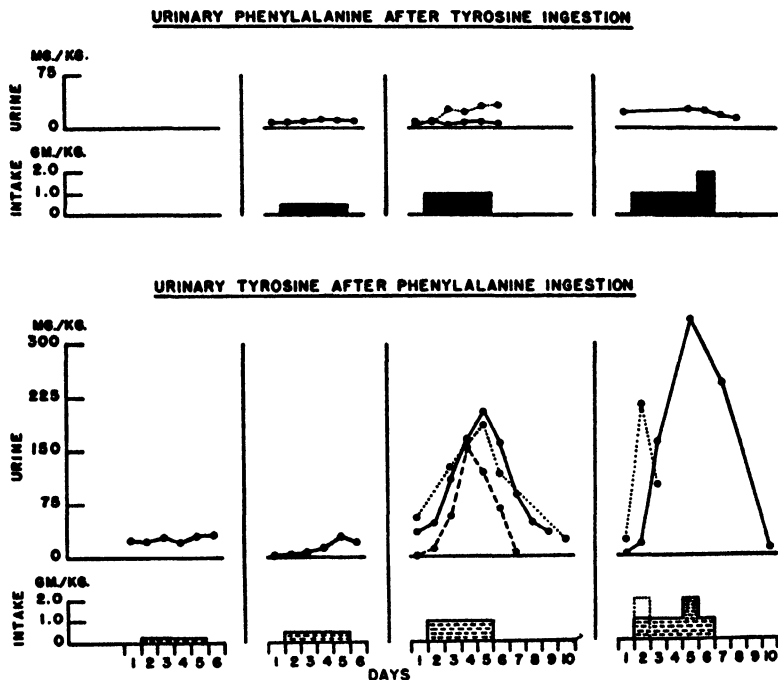 URINARY PHENYLALANINE AFTER TYROSINE INGESTION
MG./KG.
75
0
URINE
GM./KG.
2.0
1.0
0
INTAKE
URINARY TYROSINE AFTER PHENYLALANINE INGESTION
MG./KG.
300
225
150
75
0
URINE
GM./KG.
2.0
1.0
0
INTAKE
1 2 3 4 5 6
1 2 3 4 5 6
1 2 3 4 5 6 7 8 9 10
1 2 3 4 5 6 7 8 9 10
DAYS